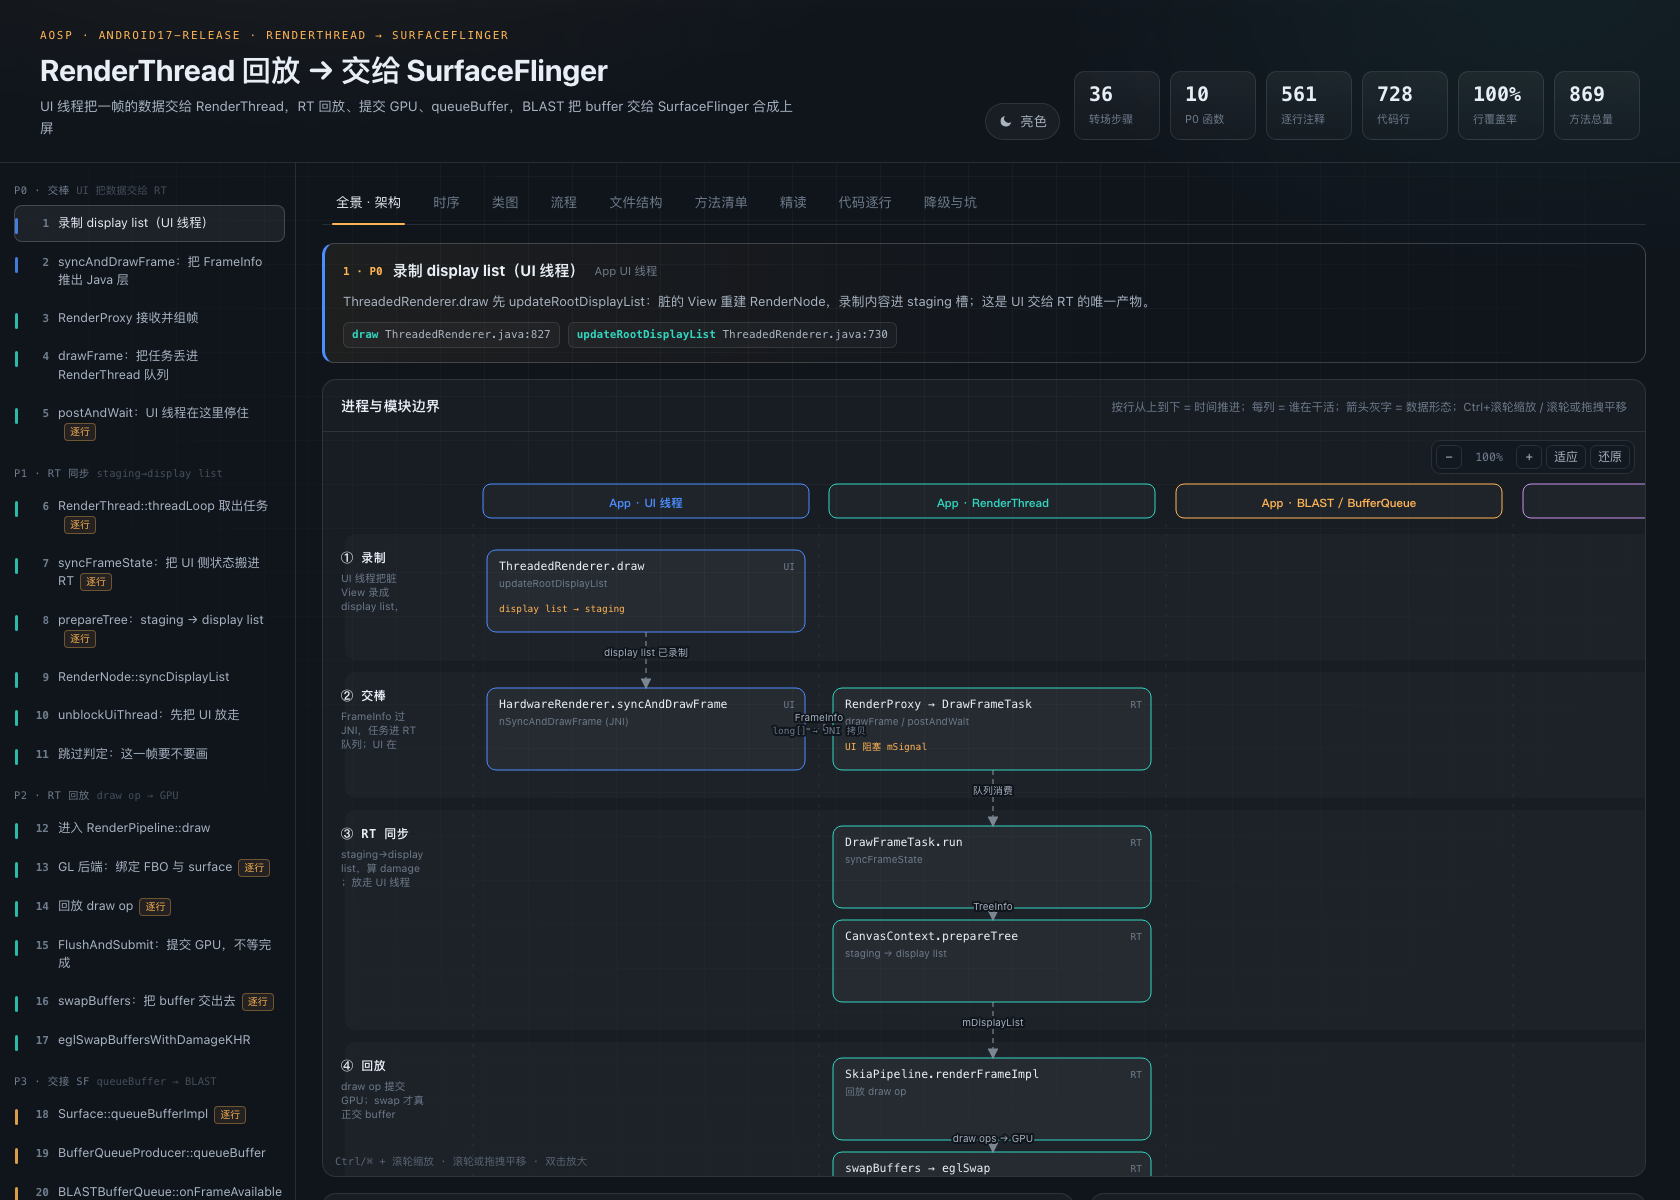 AOSP · ANDROID17-RELEASE · RENDERTHREAD → SURFACEFLINGER
RenderThread 回放 → 交给 SurfaceFlinger
UI 线程把一帧的数据交给 RenderThread，RT 回放、提交 GPU、queueBuffer，BLAST 把 buffer 交给 SurfaceFlinger 合成上
屏
亮色
36
转场步骤
10
P0 函数
561
逐行注释
728
代码行
100%
行覆盖率
869
方法总量
P0 · 交棒 UI 把数据交给 RT
1 录制 display list（UI 线程）
2 syncAndDrawFrame：把 FrameInfo
推出 Java 层
3 RenderProxy 接收并组帧
4 drawFrame：把任务丢进
RenderThread 队列
5 postAndWait：UI 线程在这里停住
逐行
P1 · RT 同步 staging→display list
6 RenderThread::threadLoop 取出任务
逐行
7 syncFrameState：把 UI 侧状态搬进
RT 逐行
8 prepareTree：staging → display list
逐行
9 RenderNode::syncDisplayList
10 unblockUiThread：先把 UI 放走
11 跳过判定：这一帧要不要画
P2 · RT 回放 draw op → GPU
12 进入 RenderPipeline::draw
13 GL 后端：绑定 FBO 与 surface 逐行
14 回放 draw op 逐行
15 FlushAndSubmit：提交 GPU，不等完
成
16 swapBuffers：把 buffer 交出去 逐行
17 eglSwapBuffersWithDamageKHR
P3 · 交接 SF queueBuffer → BLAST
18 Surface::queueBufferImpl 逐行
19 BufferQueueProducer::queueBuffer
20 BLASTBufferQueue::onFrameAvailable
全景 · 架构
时序
类图
流程
文件结构
方法清单
精读
代码逐行
降级与坑
1 · P0 录制 display list（UI 线程） App UI 线程
ThreadedRenderer.draw 先 updateRootDisplayList：脏的 View 重建 RenderNode，录制内容进 staging 槽；这是 UI 交给 RT 的唯一产物。
draw ThreadedRenderer.java:827
updateRootDisplayList ThreadedRenderer.java:730
进程与模块边界
按行从上到下 = 时间推进；每列 = 谁在干活；箭头灰字 = 数据形态；Ctrl+滚轮缩放 / 滚轮或拖拽平移
− 100% + 适应 还原
App · UI 线程
App · RenderThread
App · BLAST / BufferQueue
① 录制
UI 线程把脏
View 录成
display list,
ThreadedRenderer.draw UI
updateRootDisplayList
display list → staging
display list 已录制
② 交棒
FrameInfo 过
JNI，任务进 RT
队列；UI 在
HardwareRenderer.syncAndDrawFrame UI
nSyncAndDrawFrame (JNI)
FrameInfo
long[] → JNI 拷贝
RenderProxy → DrawFrameTask RT
drawFrame / postAndWait
UI 阻塞 mSignal
队列消费
③ RT 同步
staging→display
list，算 damage
；放走 UI 线程
DrawFrameTask.run RT
syncFrameState
TreeInfo
CanvasContext.prepareTree RT
staging → display list
mDisplayList
④ 回放
draw op 提交
GPU；swap 才真
正交 buffer
SkiaPipeline.renderFrameImpl RT
回放 draw op
draw ops → GPU
swapBuffers → eglSwap RT
Ctrl/⌘ + 滚轮缩放 · 滚轮或拖拽平移 · 双击放大